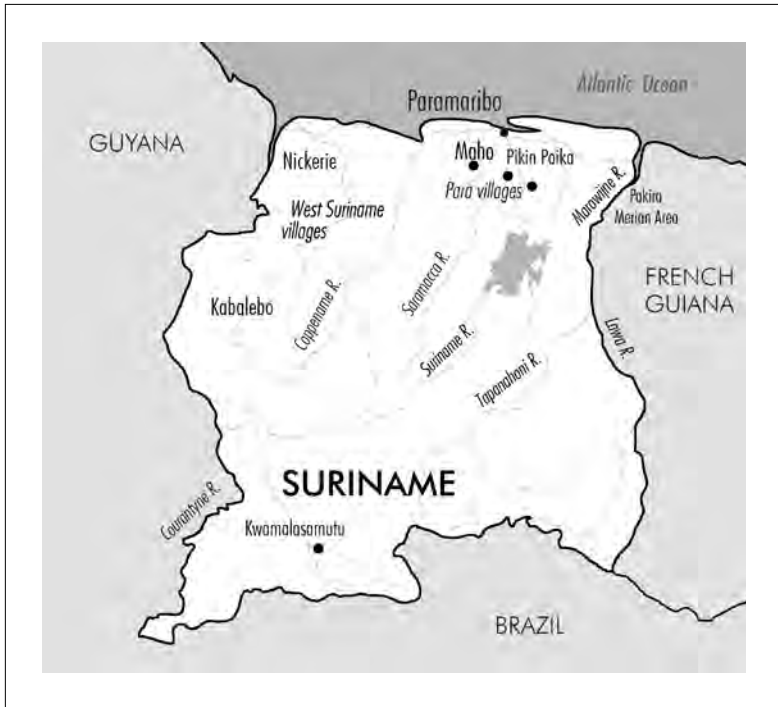 Atlantic Ocean
Paramaribo
GUYANA
Nickerie
Maho
Pikin Poika
Para villages
Marowijne R.
Pakira
Merian Area
West Suriname
villages
Kabalebo
Coppename R.
Saramacca R.
FRENCH
GUIANA
Suriname R.
Tapanahoni R.
Lawa R.
SURINAME
Courantyne R.
Kwamalasamutu
BRAZIL